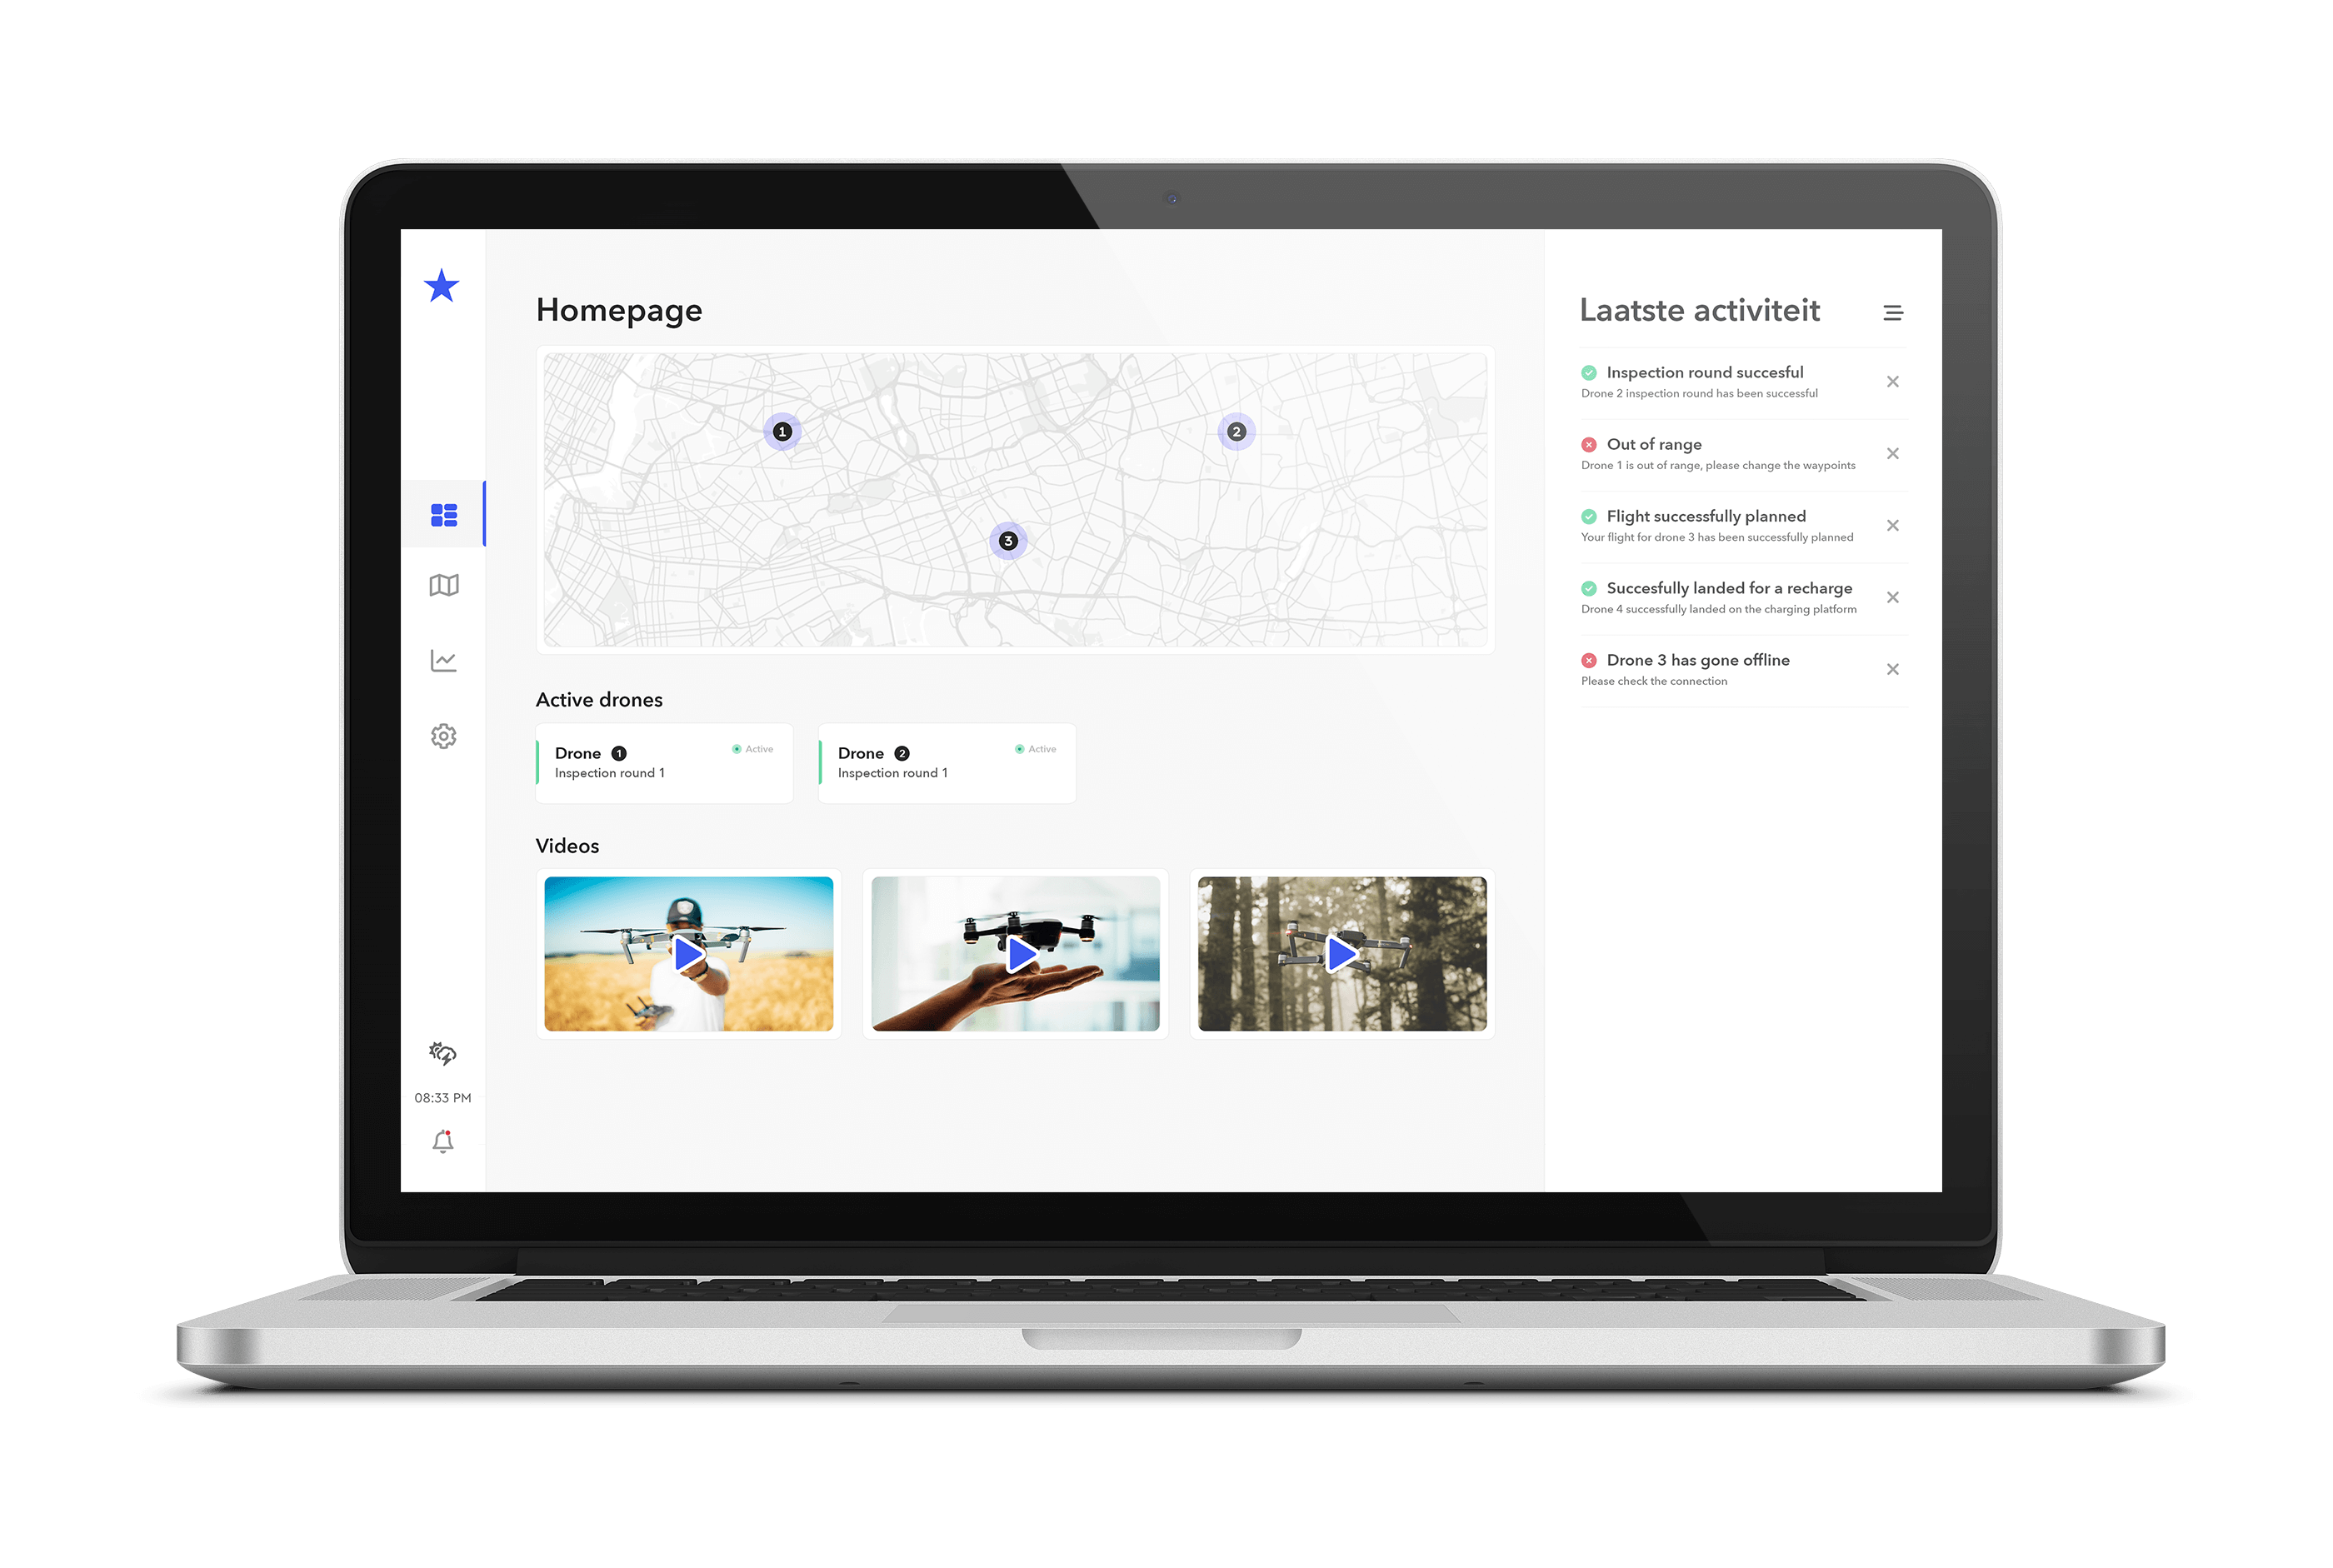 Homepage
1
2
3
Active drones
Drone 1
Active
Inspection round 1
Drone 2
Active
Inspection round 1
Videos
08:33 PM
Laatste activiteit
Inspection round succesful
Drone 2 inspection round has been successful
Out of range
Drone 1 is out of range, please change the waypoints
Flight successfully planned
Your flight for drone 3 has been successfully planned
Succesfully landed for a recharge
Drone 4 successfully landed on the charging platform
Drone 3 has gone offline
Please check the connection